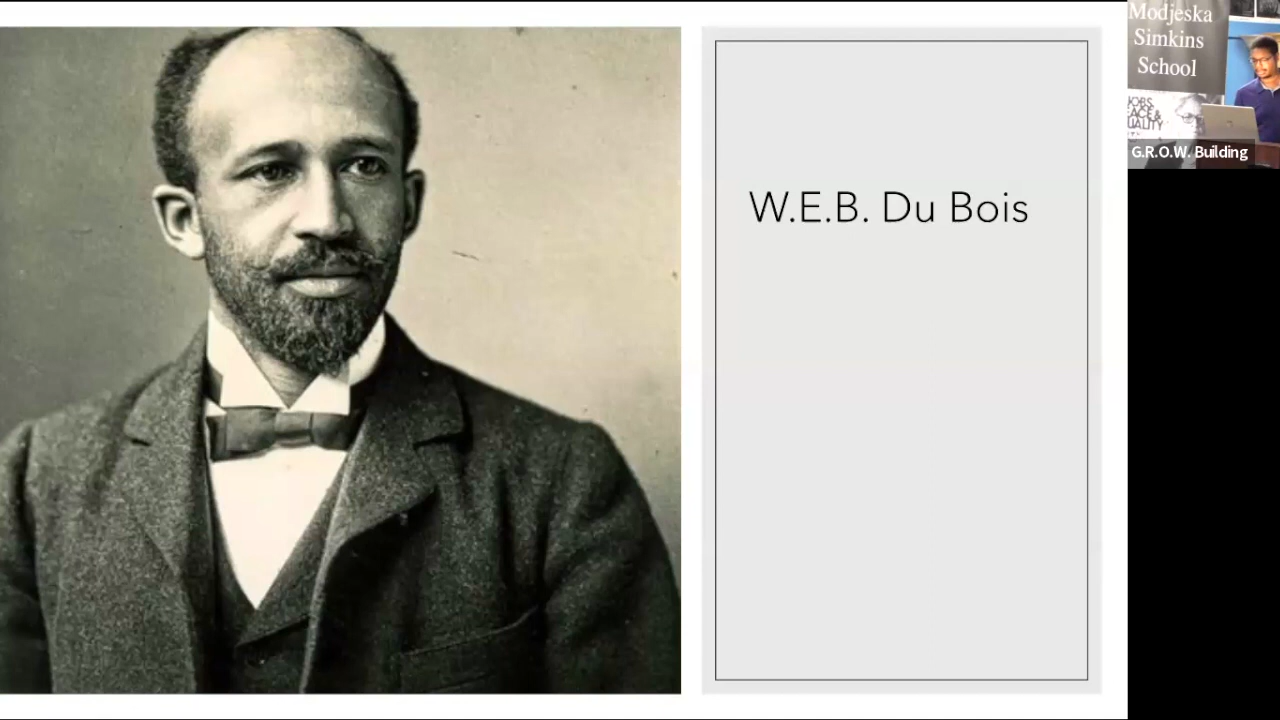 W.E.B. Du Bois
Modjeska
Simkins
School
G.R.O.W. Building